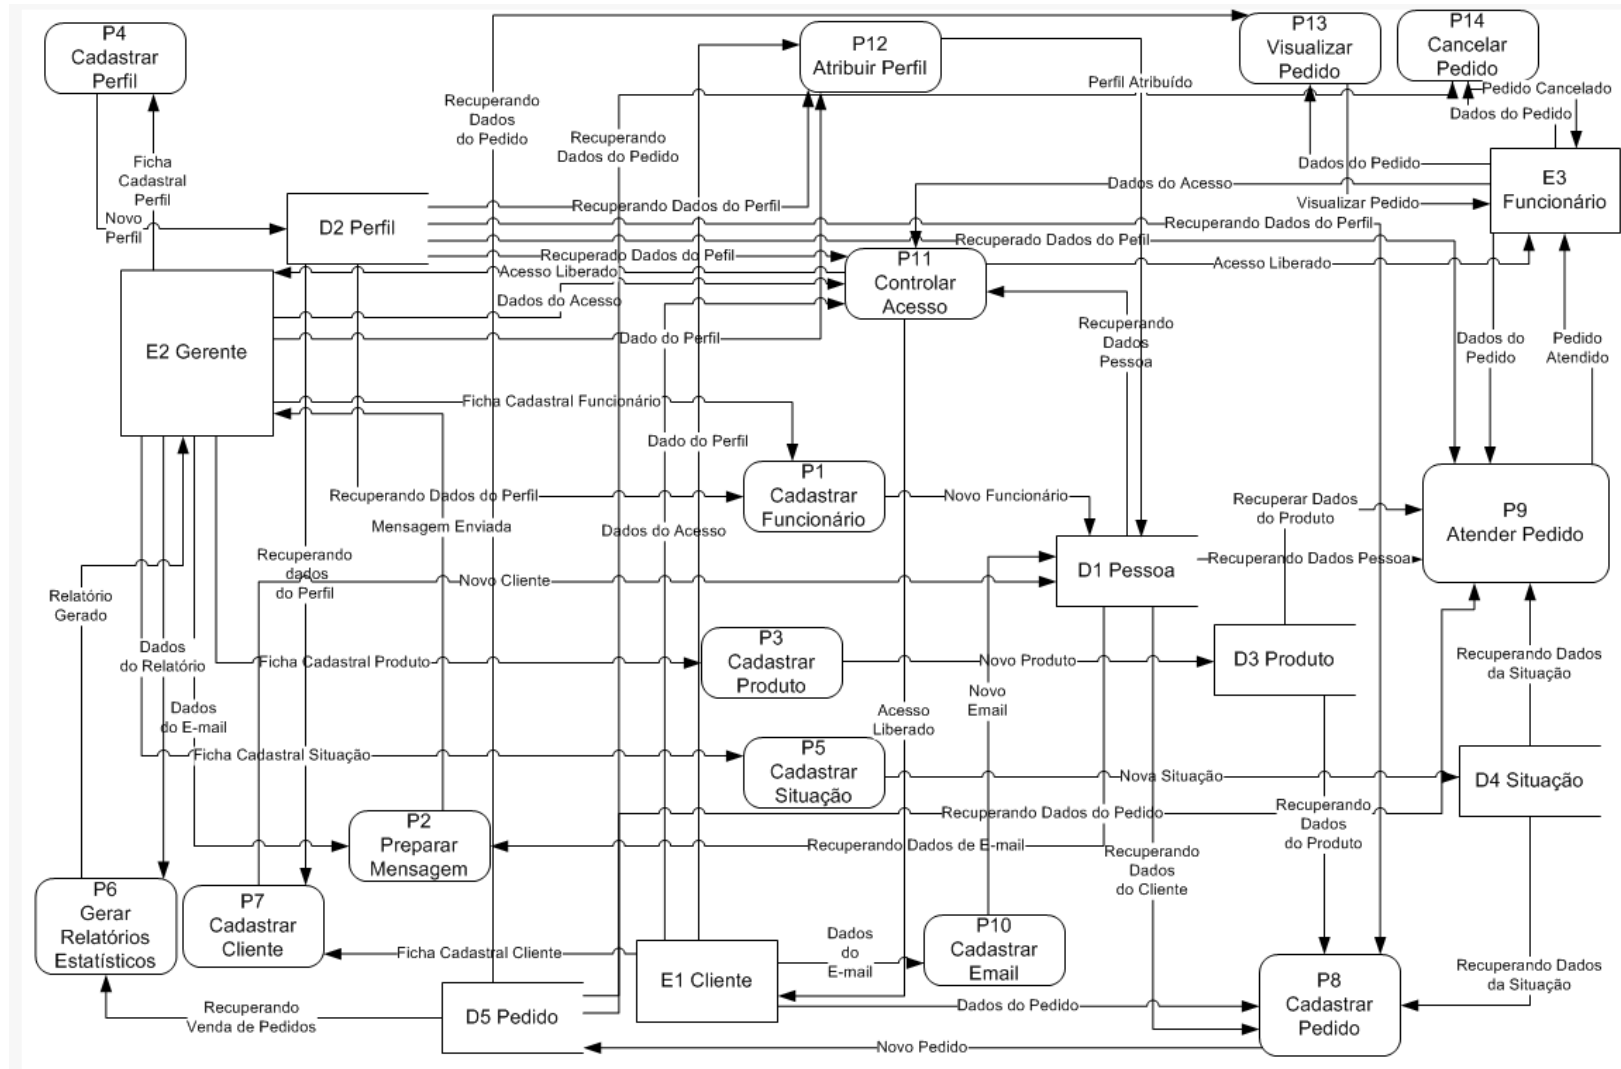 P4
Cadastrar
Perfil
P12
Atribuir Perfil
P13
Visualizar
Pedido
P14
Cancelar
Pedido
Perfil Atribuído
Pedido Cancelado
Dados do Pedido
Recuperando
Dados
do Pedido
Recuperando
Dados do Pedido
Ficha
Cadastral
Perfil
Dados do Pedido
E3
Funcionário
Dados do Acesso
Visualizar Pedido
Novo
Perfil
D2 Perfil
Recuperando Dados do Perfil
Recuperando Dados do Perfil
Recuperado Dados do Pefil
Recuperado Dados do Pefil
Acesso Liberado
Dados do Acesso
P11
Controlar
Acesso
Acesso Liberado
E2 Gerente
Dado do Perfil
Recuperando
Dados
Pessoa
Dados do
Pedido
Pedido
Atendido
Ficha Cadastral Funcionário
Dado do Perfil
P1
Cadastrar
Funcionário
Recuperando Dados do Perfil
Novo Funcionário
Mensagem Enviada
Dados do Acesso
Recuperar Dados
do Produto
P9
Atender Pedido
Recuperando
dados
do Perfil
Novo Cliente
D1 Pessoa
Recuperando Dados Pessoa
Relatório
Gerado
Dados
do Relatório
Ficha Cadastral Produto
P3
Cadastrar
Produto
Novo Produto
D3 Produto
Recuperando Dados
da Situação
Dados
do E-mail
Novo
Email
Acesso
Liberado
Ficha Cadastral Situação
P5
Cadastrar
Situação
Nova Situação
D4 Situação
Recuperando Dados do Pedido
Recuperando
Dados
do Produto
P2
Preparar
Mensagem
Recuperando Dados de E-mail
Recuperando
Dados
do Cliente
P6
Gerar
Relatórios
Estatísticos
P7
Cadastrar
Cliente
Ficha Cadastral Cliente
E1 Cliente
Dados
do
E-mail
P10
Cadastrar
Email
Recuperando Dados
da Situação
P8
Cadastrar
Pedido
Dados do Pedido
Recuperando
Venda de Pedidos
D5 Pedido
Novo Pedido